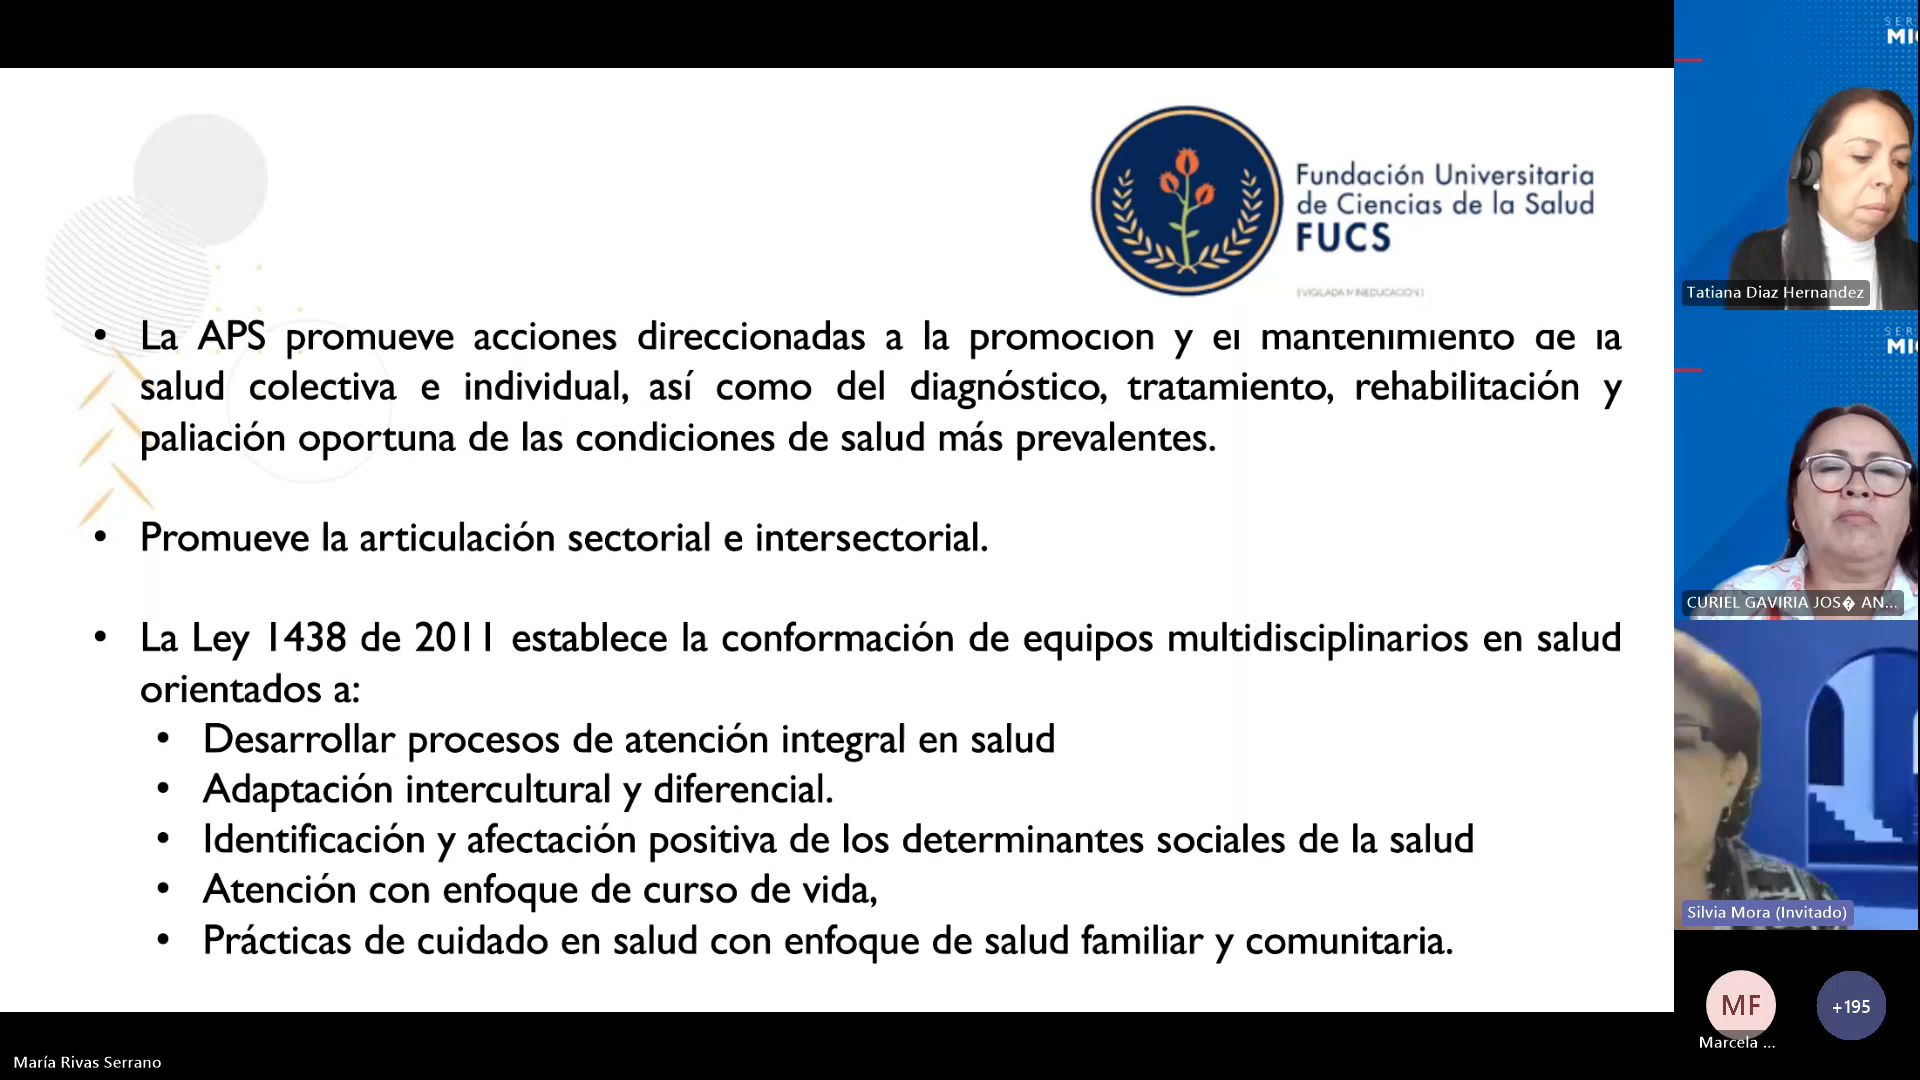 Fundación Universitaria
de Ciencias de la Salud
FUCS
| VIGILADA MINEDUCACIÓN |
• La APS promueve acciones direccionadas a la promoción y el mantenimiento de la
salud colectiva e individual, así como del diagnóstico, tratamiento, rehabilitación y
paliación oportuna de las condiciones de salud más prevalentes.
• Promueve la articulación sectorial e intersectorial.
• La Ley 1438 de 2011 establece la conformación de equipos multidisciplinarios en salud
orientados a:
• Desarrollar procesos de atención integral en salud
• Adaptación intercultural y diferencial.
• Identificación y afectación positiva de los determinantes sociales de la salud
• Atención con enfoque de curso de vida,
• Prácticas de cuidado en salud con enfoque de salud familiar y comunitaria.
María Rivas Serrano
SER
MI
Tatiana Diaz Hernandez
SER
MI
CURIEL GAVIRIA JOS� AN...
Silvia Mora (Invitado)
MF
+195
Marcela ...